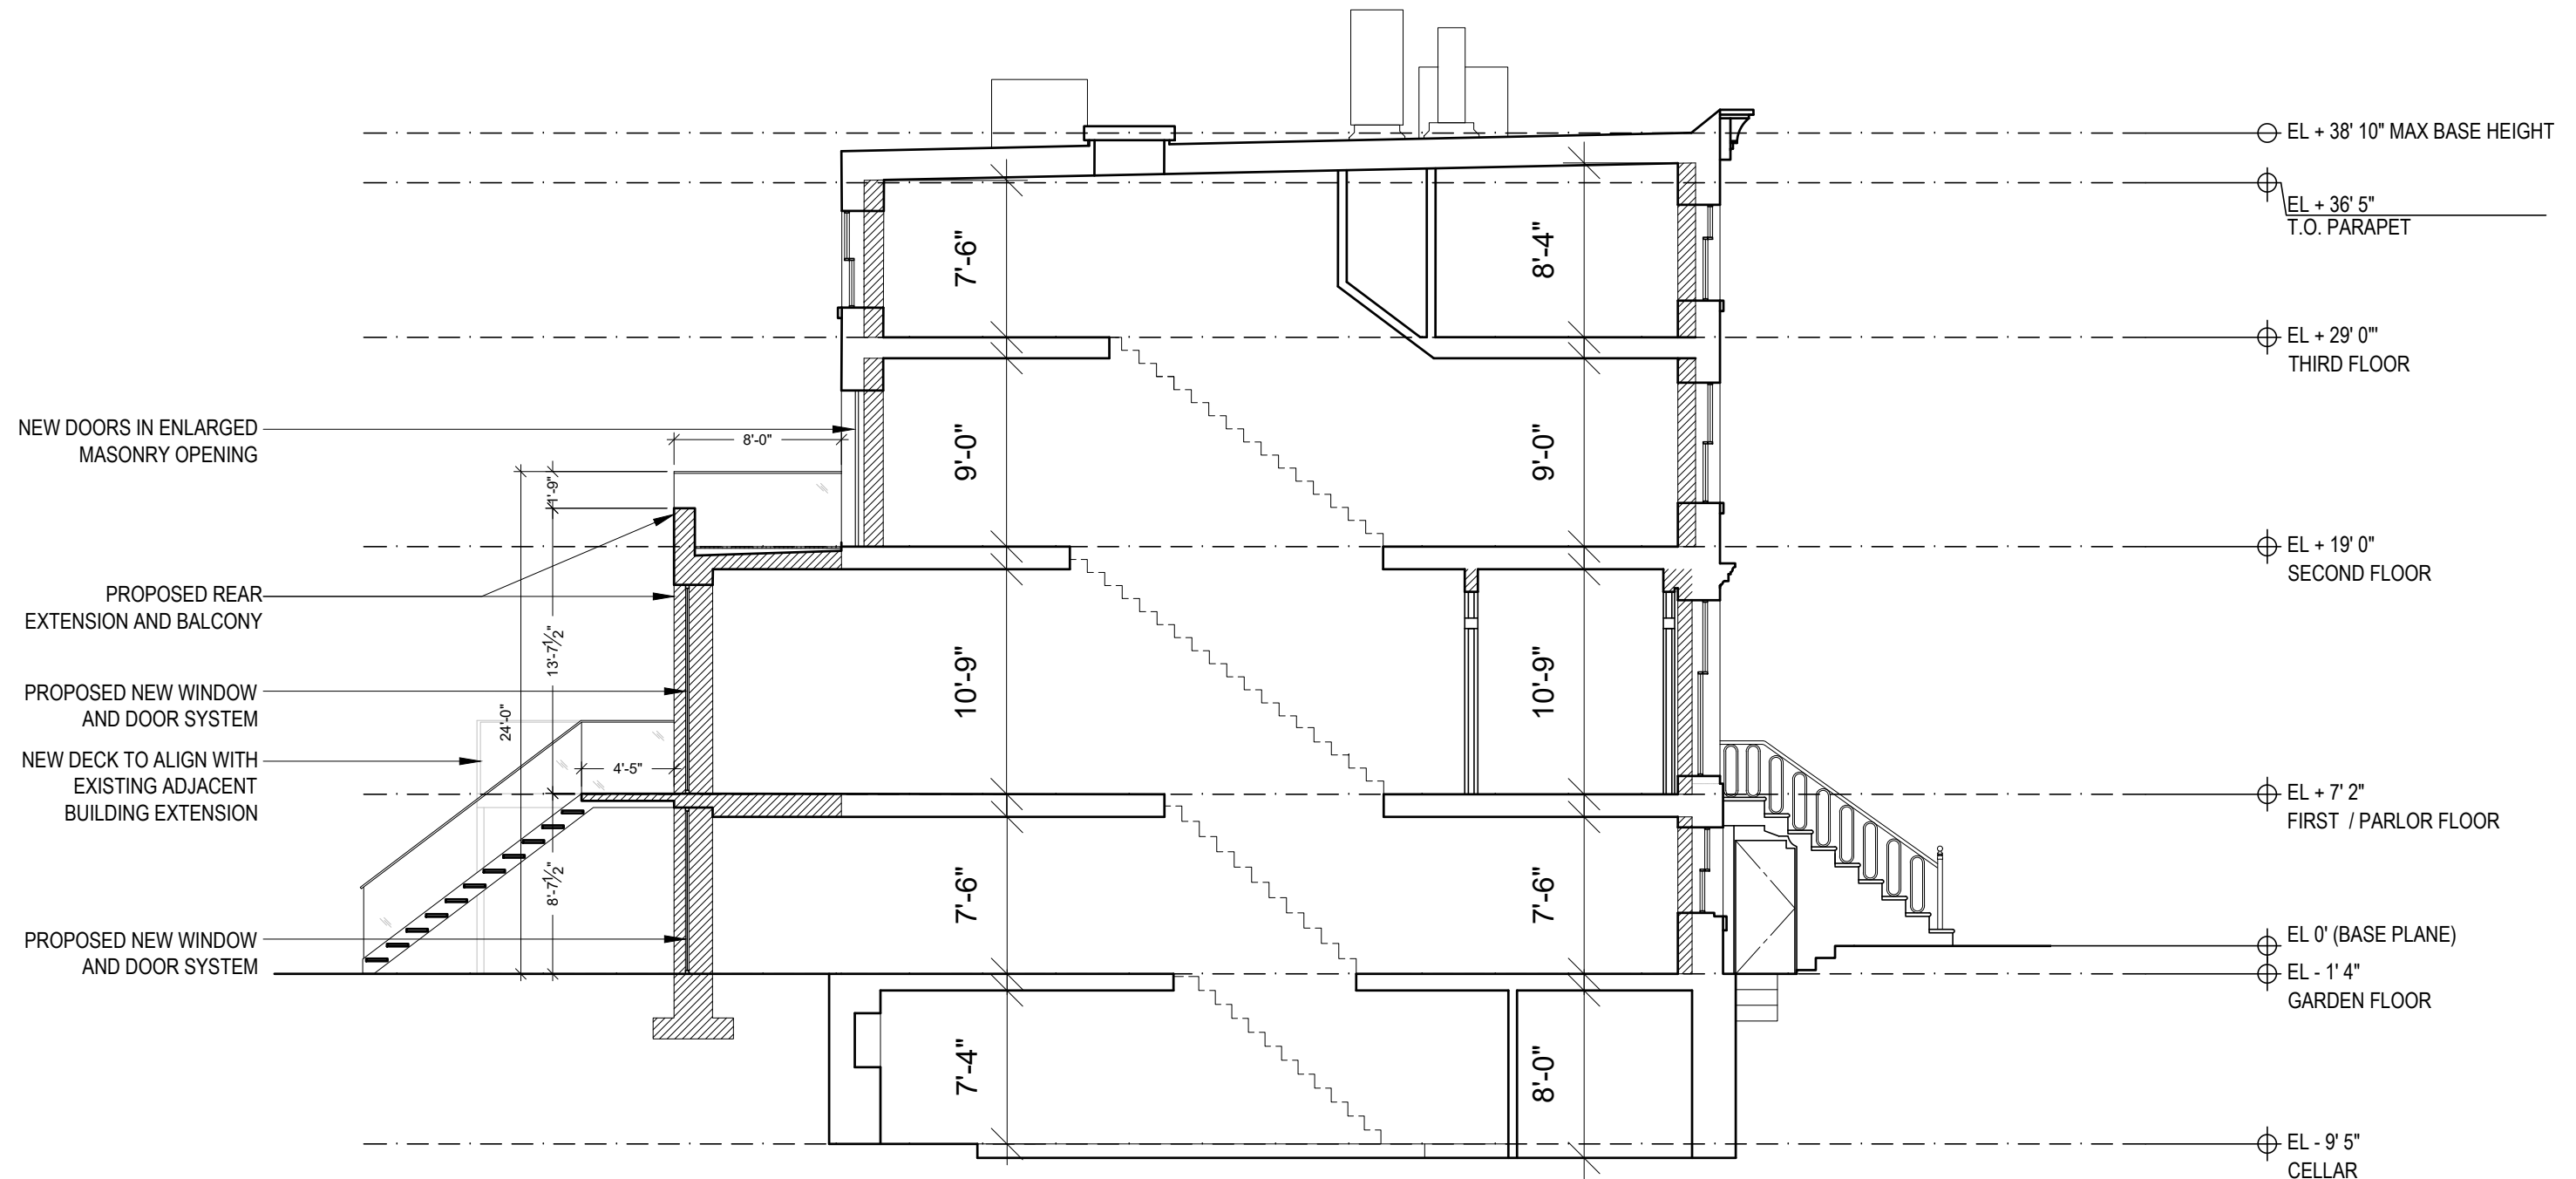 EL + 38' 10" MAX BASE HEIGHT
EL + 36' 5"
T.O. PARAPET
7'-6"
8'-4"
EL + 29' 0'"
THIRD FLOOR
NEW DOORS IN ENLARGED
MASONRY OPENING
8'-0"
9'-0"
9'-0"
1'-9"
EL + 19' 0"
SECOND FLOOR
PROPOSED REAR
EXTENSION AND BALCONY
13'-7½"
10'-9"
10'-9"
PROPOSED NEW WINDOW
AND DOOR SYSTEM
24'-0"
NEW DECK TO ALIGN WITH
EXISTING ADJACENT
BUILDING EXTENSION
4'-5"
EL + 7' 2"
FIRST / PARLOR FLOOR
8'-7½"
7'-6"
7'-6"
PROPOSED NEW WINDOW
AND DOOR SYSTEM
EL 0' (BASE PLANE)
EL - 1' 4"
GARDEN FLOOR
7'-4"
8'-0"
EL - 9' 5"
CELLAR